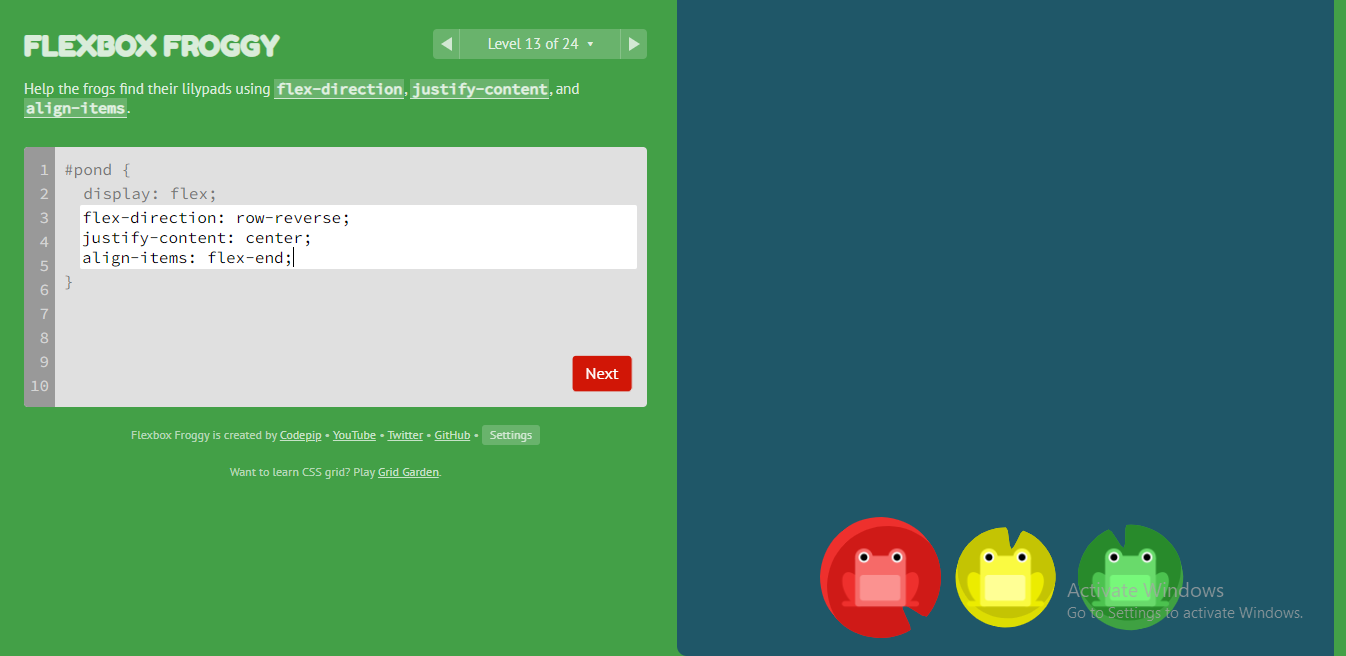 FLEXBOX FROGGY
◀ Level 13 of 24 ▾ ▶
Help the frogs find their lilypads using flex-direction, justify-content, and
align-items.
1 #pond {
2 display: flex;
3 flex-direction: row-reverse;
4 justify-content: center;
5 align-items: flex-end;
6 }
7
8
9
10
Next
Flexbox Froggy is created by Codepip • YouTube • Twitter • GitHub • Settings
Want to learn CSS grid? Play Grid Garden.
Activate Windows
Go to Settings to activate Windows.